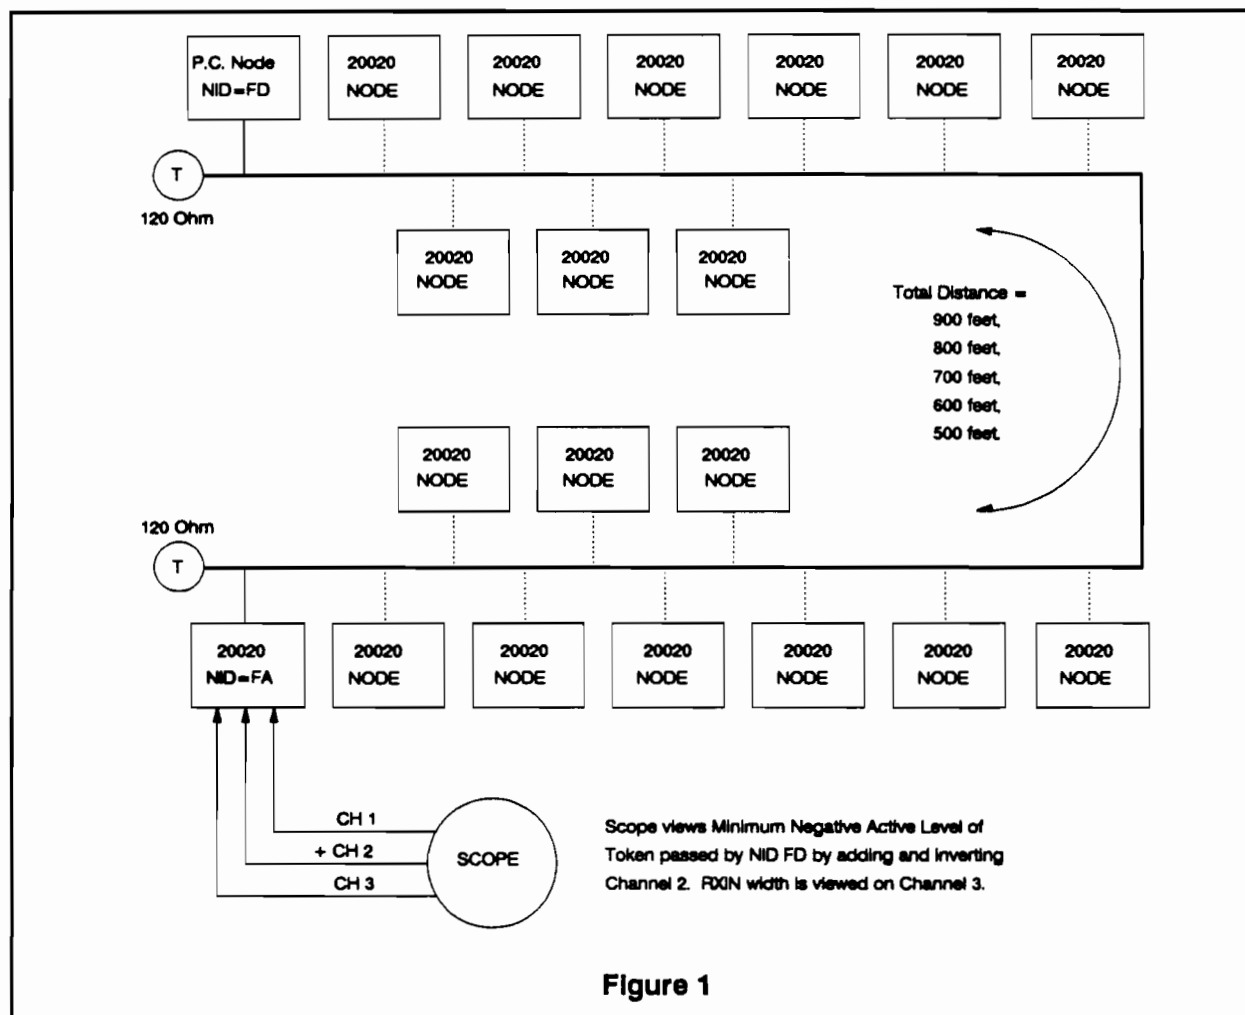 P.C. Node
NID=FD
20020
NODE
20020
NODE
20020
NODE
20020
NODE
20020
NODE
20020
NODE
T
120 Ohm
20020
NODE
20020
NODE
20020
NODE
Total Distance =
900 feet,
800 feet,
700 feet,
600 feet,
500 feet.
20020
NODE
20020
NODE
20020
NODE
120 Ohm
T
20020
NID=FA
20020
NODE
20020
NODE
20020
NODE
20020
NODE
20020
NODE
20020
NODE
CH 1
+ CH 2
CH 3
SCOPE
Scope views Minimum Negative Active Level of
Token passed by NID FD by adding and inverting
Channel 2. RXIN width is viewed on Channel 3.
Figure 1